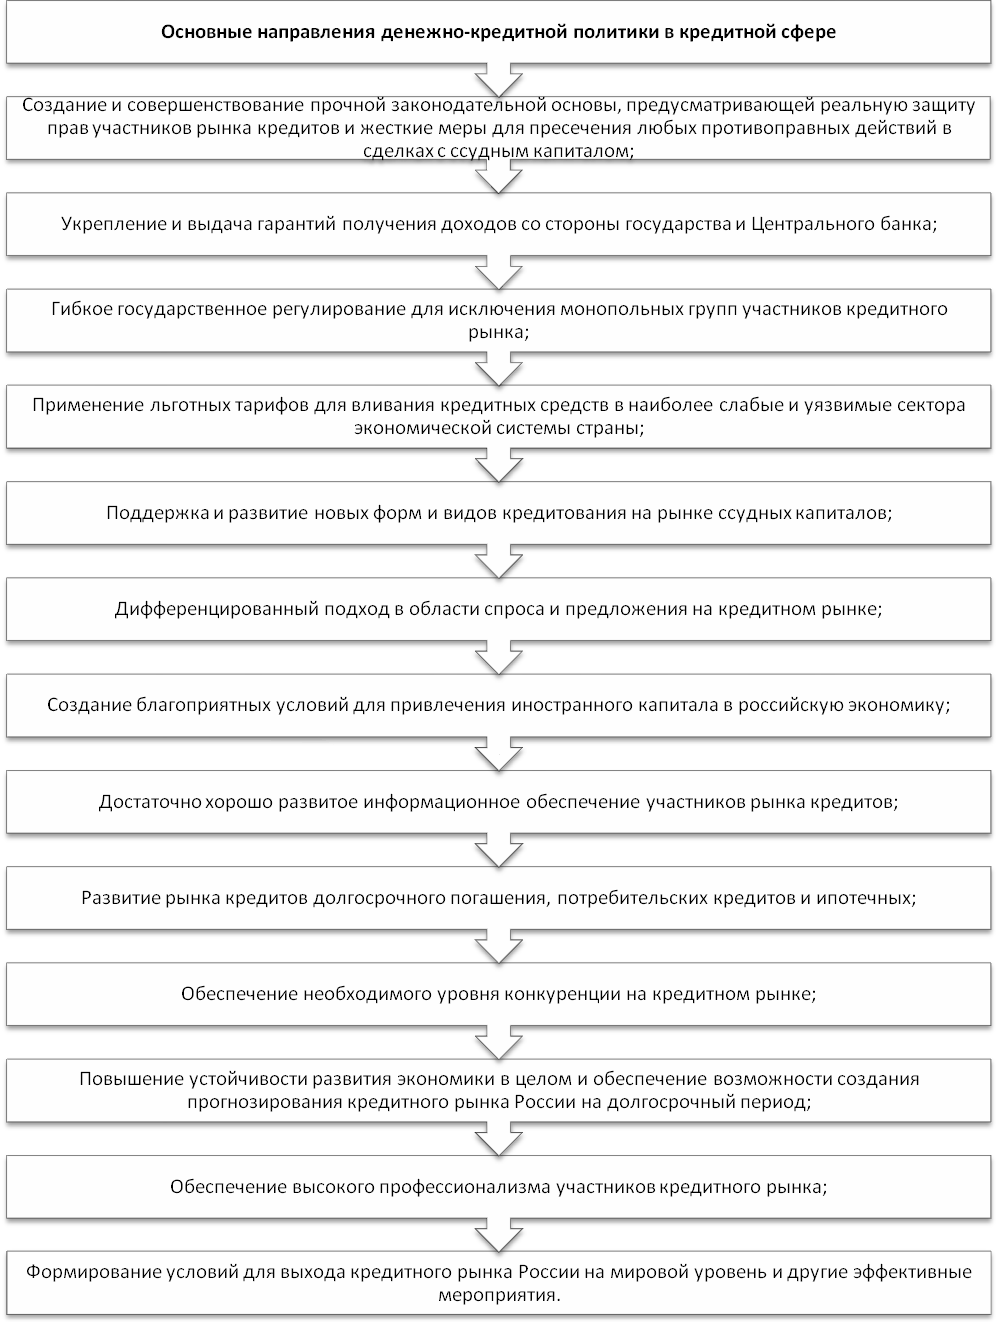 Основные направления денежно-кредитной политики в кредитной сфере
Создание и совершенствование прочной законодательной основы, предусматривающей реальную защиту
прав участников рынка кредитов и жесткие меры для пресечения любых противоправных действий в
сделках с ссудным капиталом;
Укрепление и выдача гарантий получения доходов со стороны государства и Центрального банка;
Гибкое государственное регулирование для исключения монопольных групп участников кредитного
рынка;
Применение льготных тарифов для вливания кредитных средств в наиболее слабые и уязвимые сектора
экономической системы страны;
Поддержка и развитие новых форм и видов кредитования на рынке ссудных капиталов;
Дифференцированный подход в области спроса и предложения на кредитном рынке;
Создание благоприятных условий для привлечения иностранного капитала в российскую экономику;
Достаточно хорошо развитое информационное обеспечение участников рынка кредитов;
Развитие рынка кредитов долгосрочного погашения, потребительских кредитов и ипотечных;
Обеспечение необходимого уровня конкуренции на кредитном рынке;
Повышение устойчивости развития экономики в целом и обеспечение возможности создания
прогнозирования кредитного рынка России на долгосрочный период;
Обеспечение высокого профессионализма участников кредитного рынка;
Формирование условий для выхода кредитного рынка России на мировой уровень и другие эффективные
мероприятия.